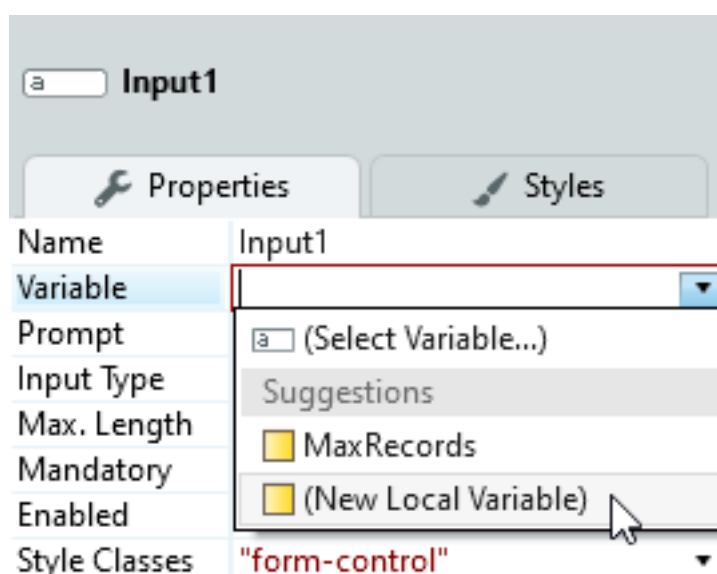 a Input1
Properties Styles
Name Input1
Variable
Prompt
a (Select Variable...)
Input Type
Suggestions
Max. Length
MaxRecords
Mandatory
(New Local Variable)
Enabled
Style Classes "form-control"